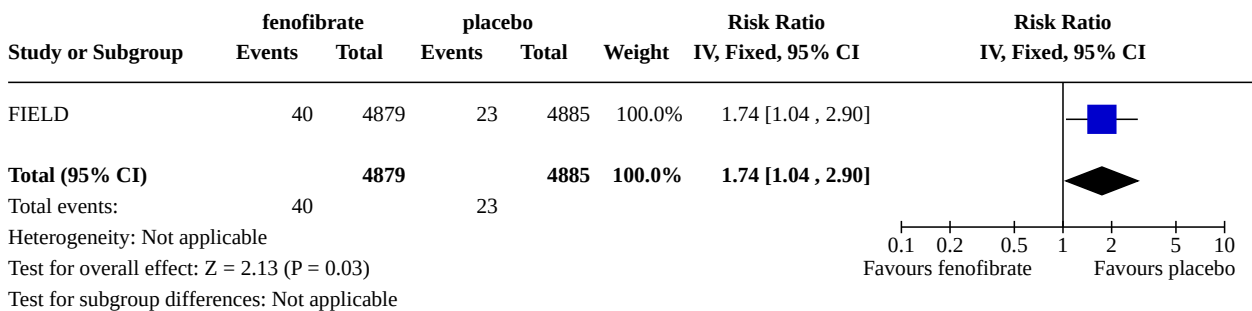 fenofibrate placebo Risk Ratio Risk Ratio
Study or Subgroup Events Total Events Total Weight IV, Fixed, 95% CI IV, Fixed, 95% CI
FIELD 40 4879 23 4885 100.0% 1.74 [1.04 , 2.90]
Total (95% CI) 4879 4885 100.0% 1.74 [1.04 , 2.90]
Total events: 40 23
Heterogeneity: Not applicable
0.1 0.2 0.5 1 2 5 10
Test for overall effect: Z = 2.13 (P = 0.03) Favours fenofibrate Favours placebo
Test for subgroup differences: Not applicable